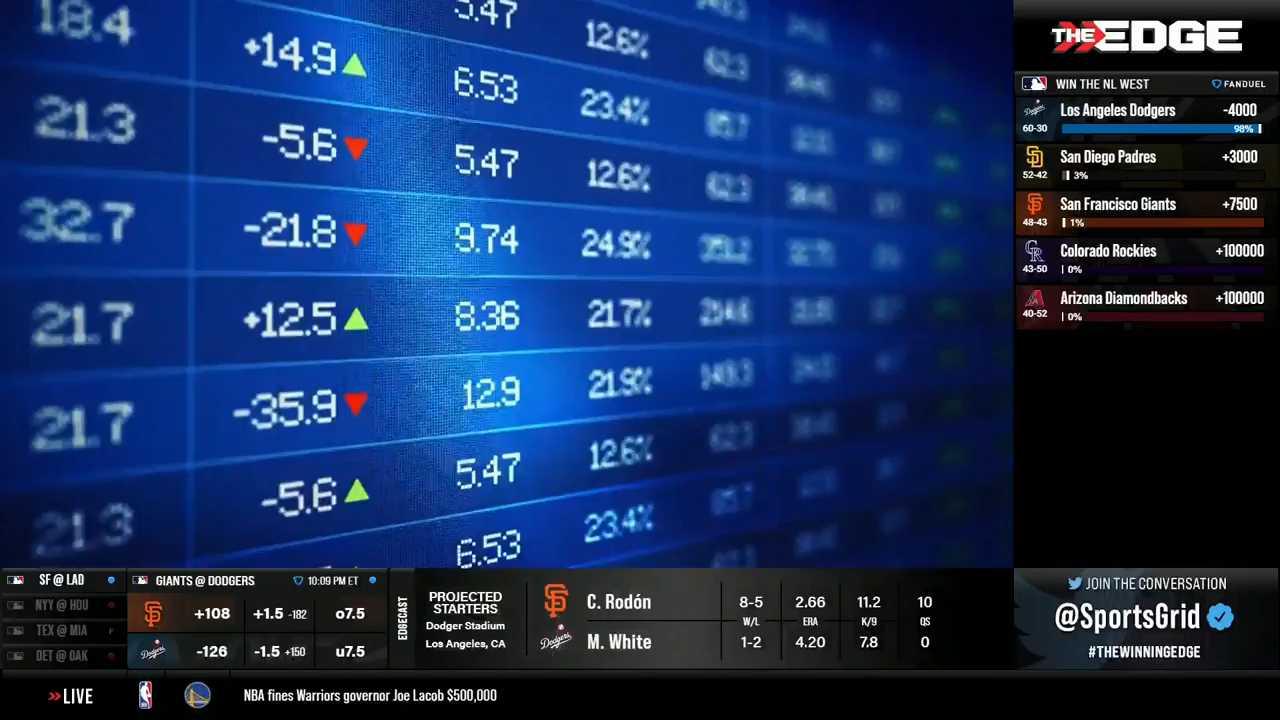 18.4
+14.9
5.47
12.6%
21.3
-5.6
6.53
23.4%
32.7
-21.8
5.47
12.6%
21.7
+12.5
9.74
24.9%
21.7
-35.9
8.36
21.7%
21.3
-5.6
12.9
21.9%
5.47
12.6%
6.53
23.4%
THE EDGE
WIN THE NL WEST
FANDUEL
Los Angeles Dodgers -4000
60-30 98%
San Diego Padres +3000
52-42 3%
San Francisco Giants +7500
48-43 1%
Colorado Rockies +100000
43-50 0%
Arizona Diamondbacks +100000
40-52 0%
SF @ LAD
NYY @ HOU
TEX @ MIA F
DET @ OAK
GIANTS @ DODGERS 10:09 PM ET
+108 +1.5 -182 o7.5
-126 -1.5 +150 u7.5
EDGECAST
PROJECTED
STARTERS
Dodger Stadium
Los Angeles, CA
C. Rodón 8-5 2.66 11.2 10
W/L ERA K/9 QS
Dodgers
M. White 1-2 4.20 7.8 0
JOIN THE CONVERSATION
@SportsGrid
#THEWINNINGEDGE
LIVE
NBA fines Warriors governor Joe Lacob $500,000